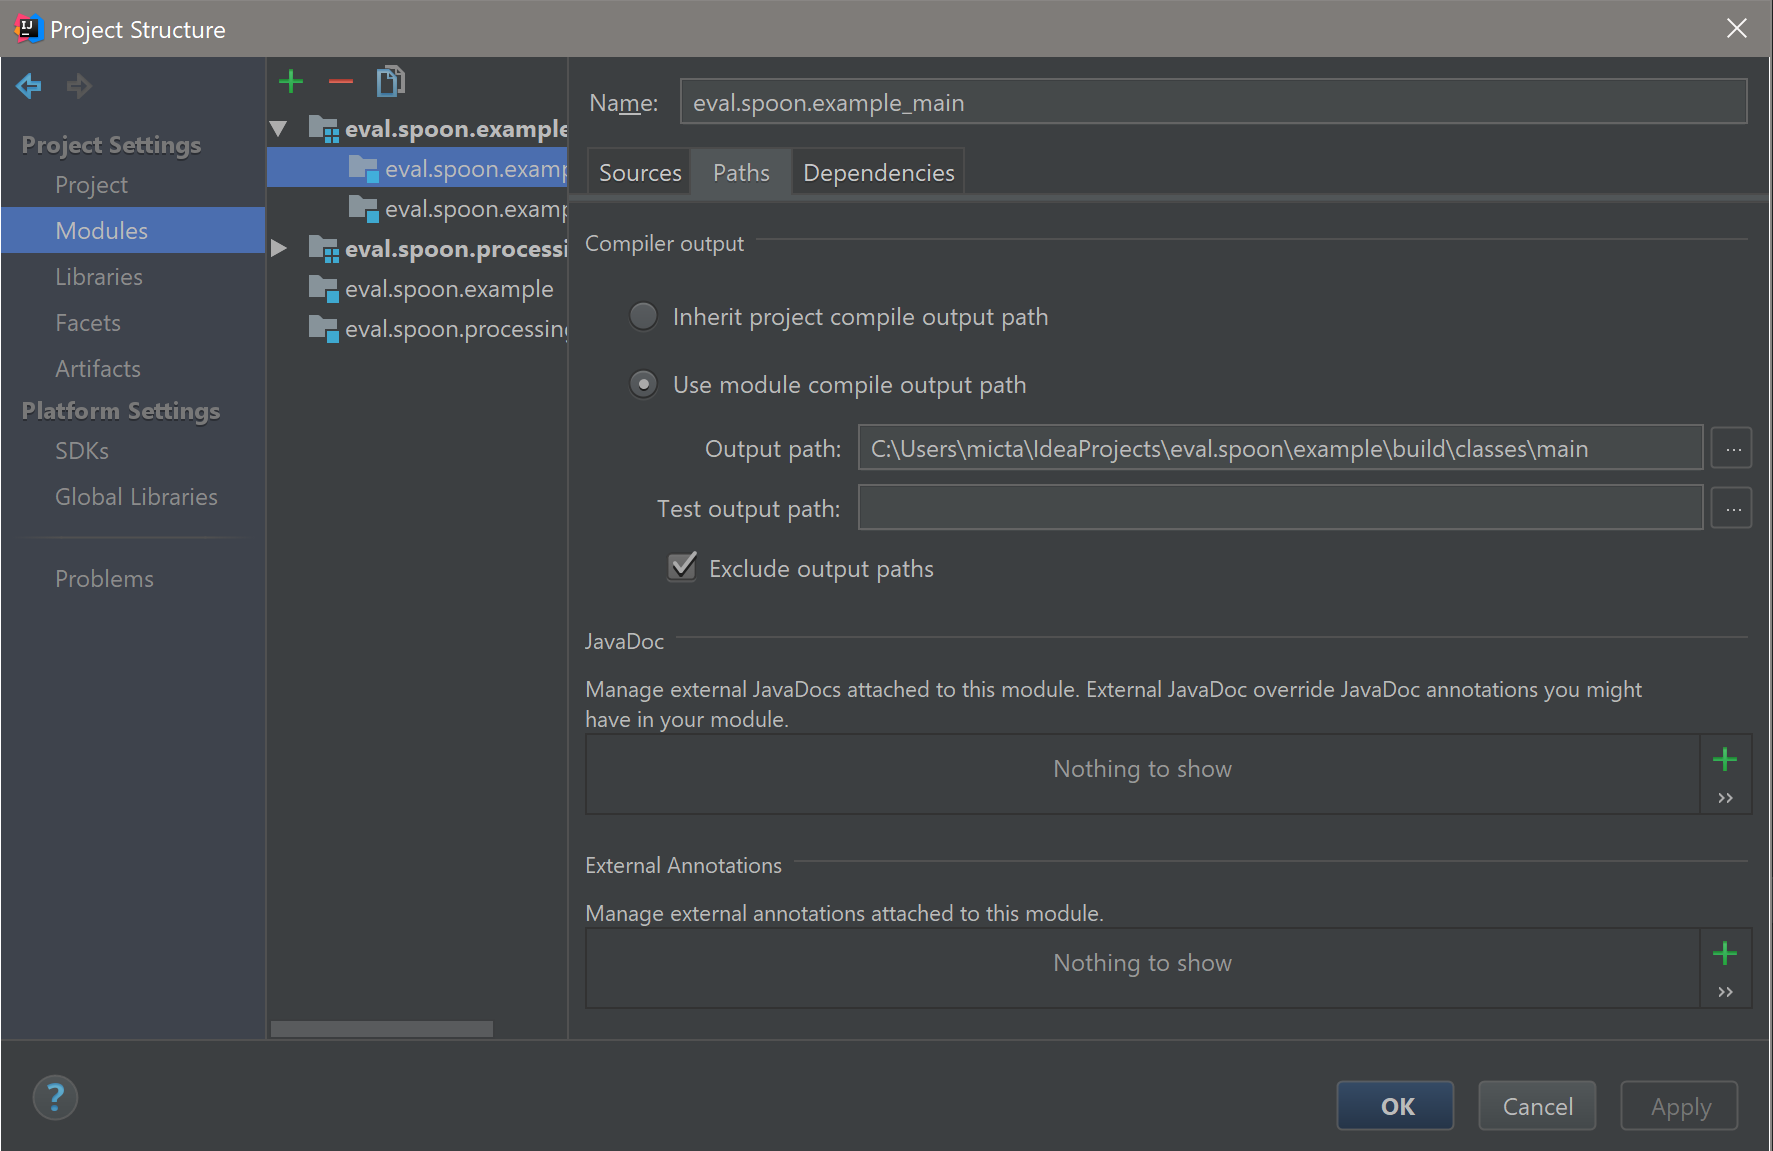 Project Structure
Project Settings
Project
Modules
Libraries
Facets
Artifacts
Platform Settings
SDKs
Global Libraries
Problems
eval.spoon.example
eval.spoon.examp
eval.spoon.examp
eval.spoon.processi
eval.spoon.example
eval.spoon.processing
Name: eval.spoon.example_main
Sources Paths Dependencies
Compiler output
Inherit project compile output path
Use module compile output path
Output path: C:\Users\micta\IdeaProjects\eval.spoon\example\build\classes\main ...
Test output path: ...
Exclude output paths
JavaDoc
Manage external JavaDocs attached to this module. External JavaDoc override JavaDoc annotations you might
have in your module.
Nothing to show
External Annotations
Manage external annotations attached to this module.
Nothing to show
? OK Cancel Apply